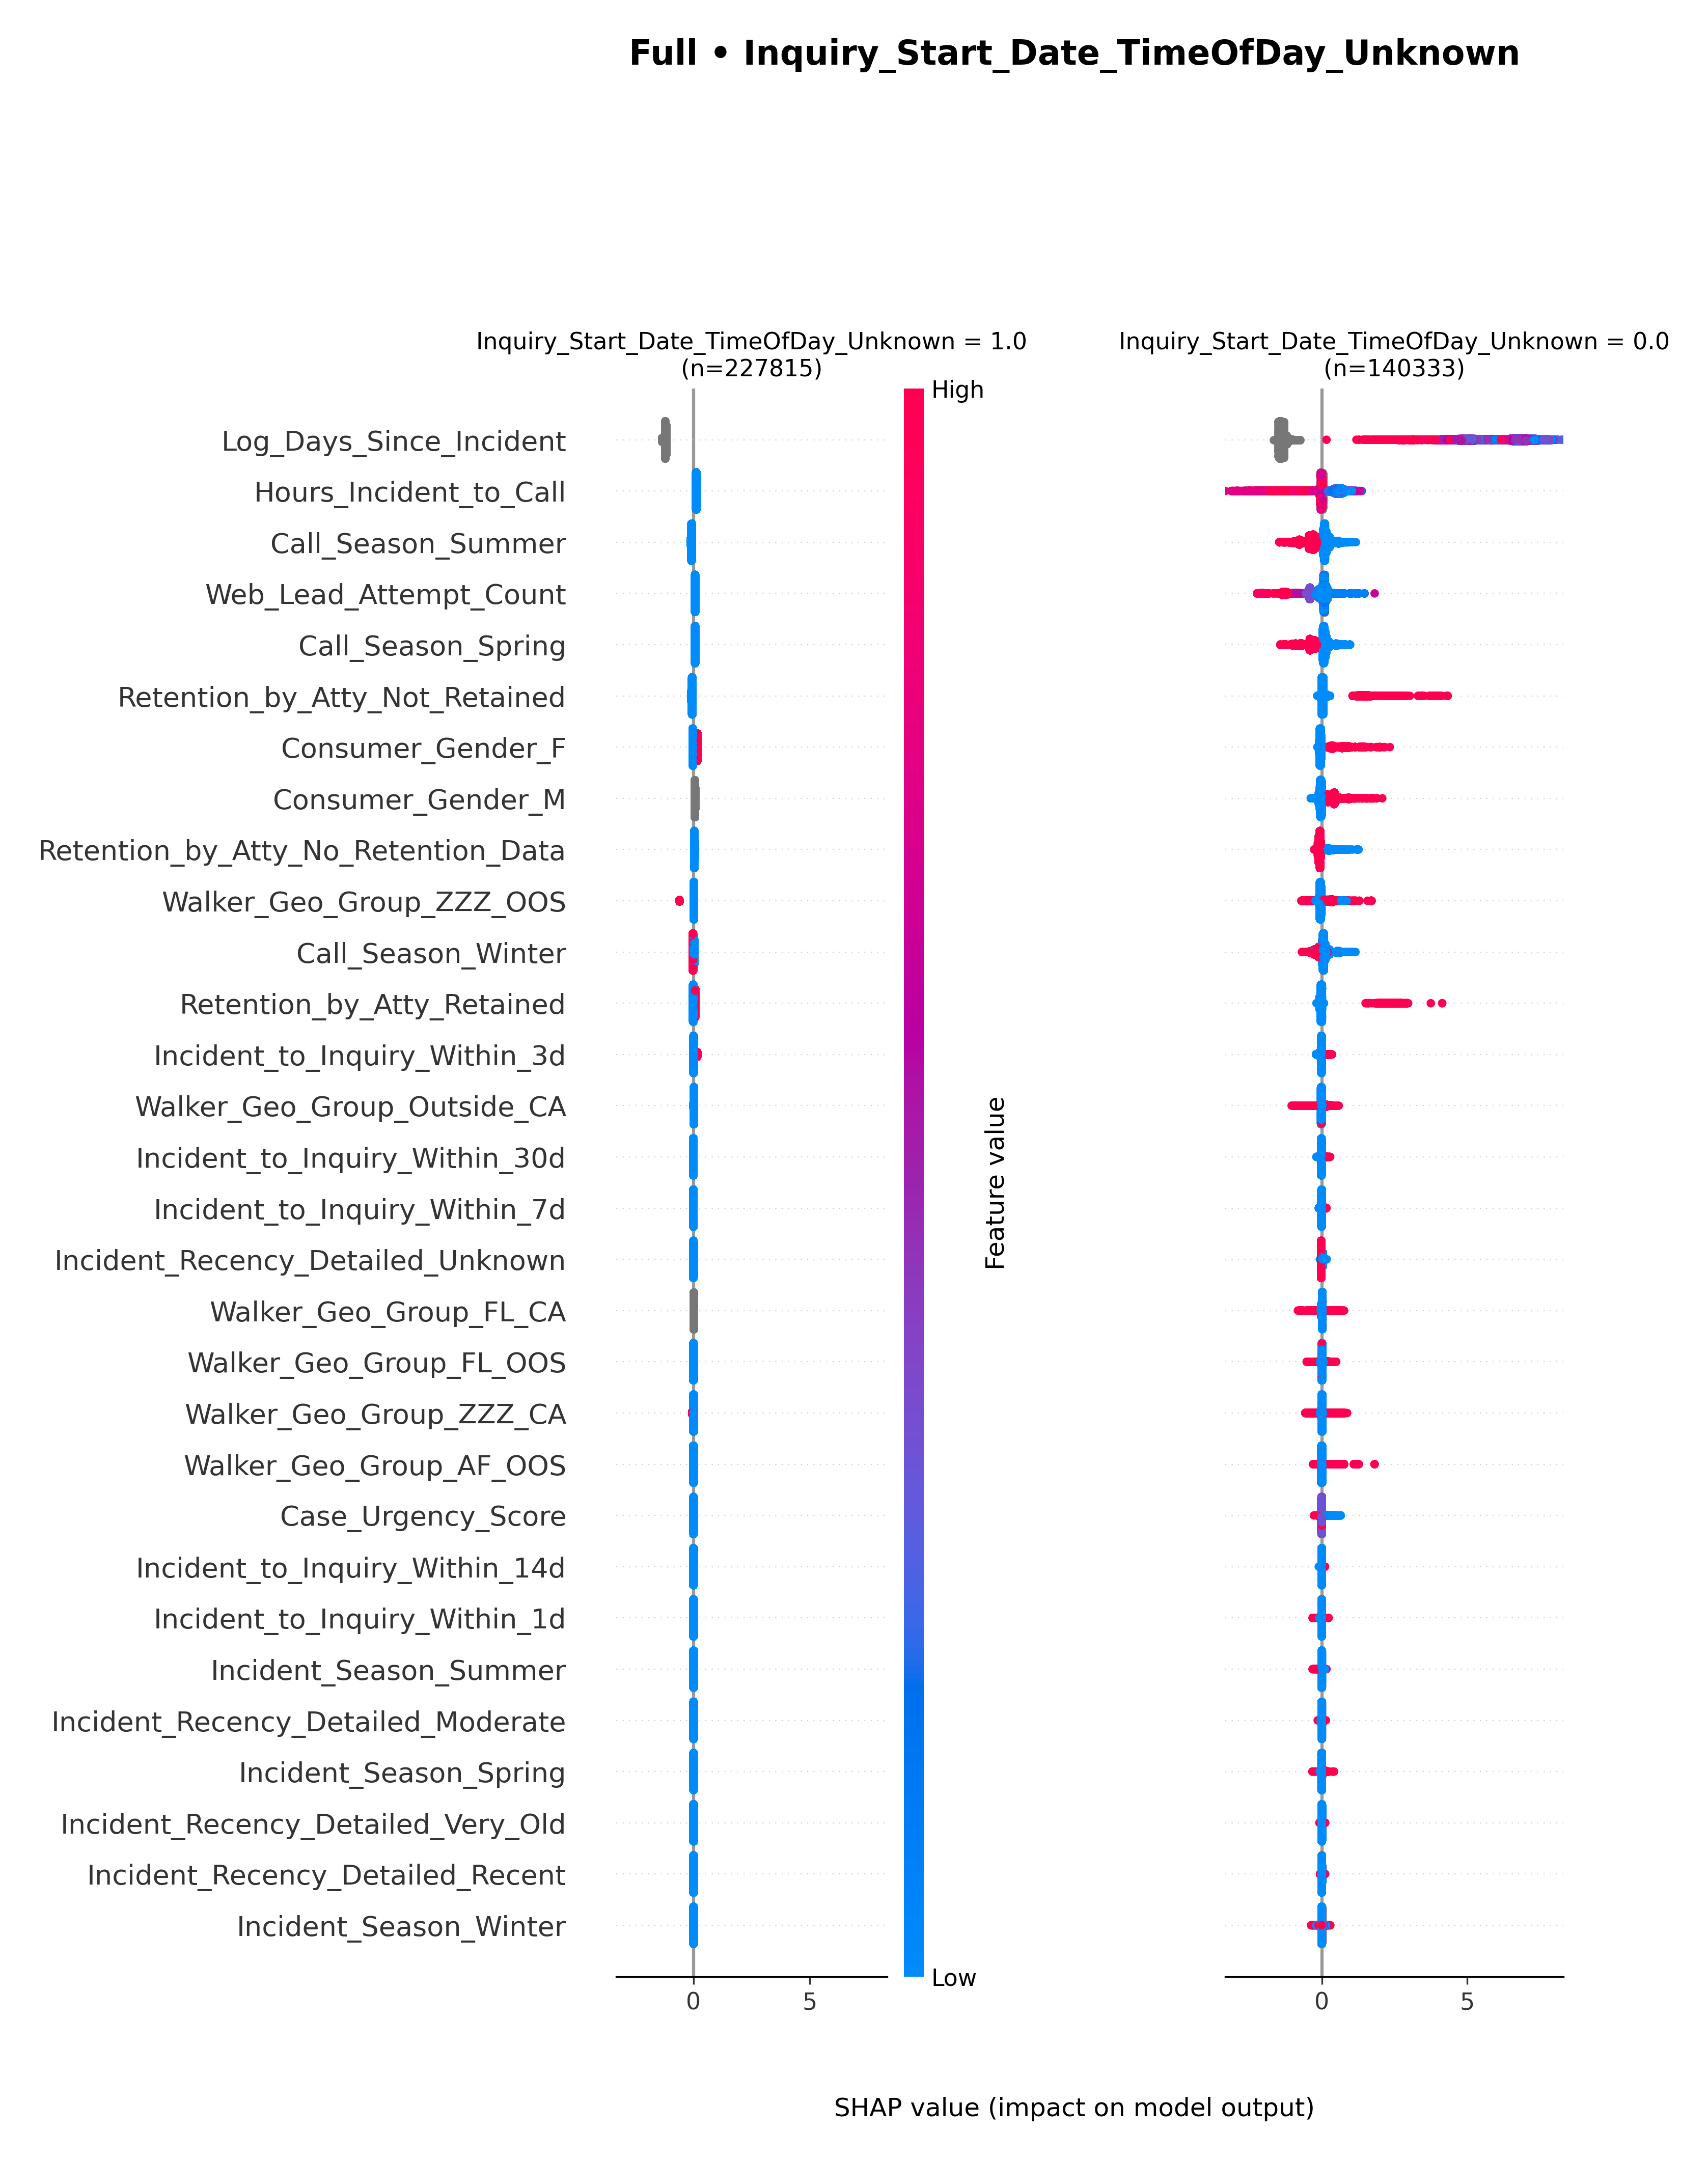 Full • Inquiry_Start_Date_TimeOfDay_Unknown
Inquiry_Start_Date_TimeOfDay_Unknown = 1.0
(n=227815)
Inquiry_Start_Date_TimeOfDay_Unknown = 0.0
(n=140333)
High
Log_Days_Since_Incident
Hours_Incident_to_Call
Call_Season_Summer
Web_Lead_Attempt_Count
Call_Season_Spring
Retention_by_Atty_Not_Retained
Consumer_Gender_F
Consumer_Gender_M
Retention_by_Atty_No_Retention_Data
Walker_Geo_Group_ZZZ_OOS
Call_Season_Winter
Retention_by_Atty_Retained
Incident_to_Inquiry_Within_3d
Walker_Geo_Group_Outside_CA
Incident_to_Inquiry_Within_30d
Incident_to_Inquiry_Within_7d
Incident_Recency_Detailed_Unknown
Walker_Geo_Group_FL_CA
Walker_Geo_Group_FL_OOS
Walker_Geo_Group_ZZZ_CA
Walker_Geo_Group_AF_OOS
Case_Urgency_Score
Incident_to_Inquiry_Within_14d
Incident_to_Inquiry_Within_1d
Incident_Season_Summer
Incident_Recency_Detailed_Moderate
Incident_Season_Spring
Incident_Recency_Detailed_Very_Old
Incident_Recency_Detailed_Recent
Incident_Season_Winter
Feature value
Low
0 5
0 5
SHAP value (impact on model output)